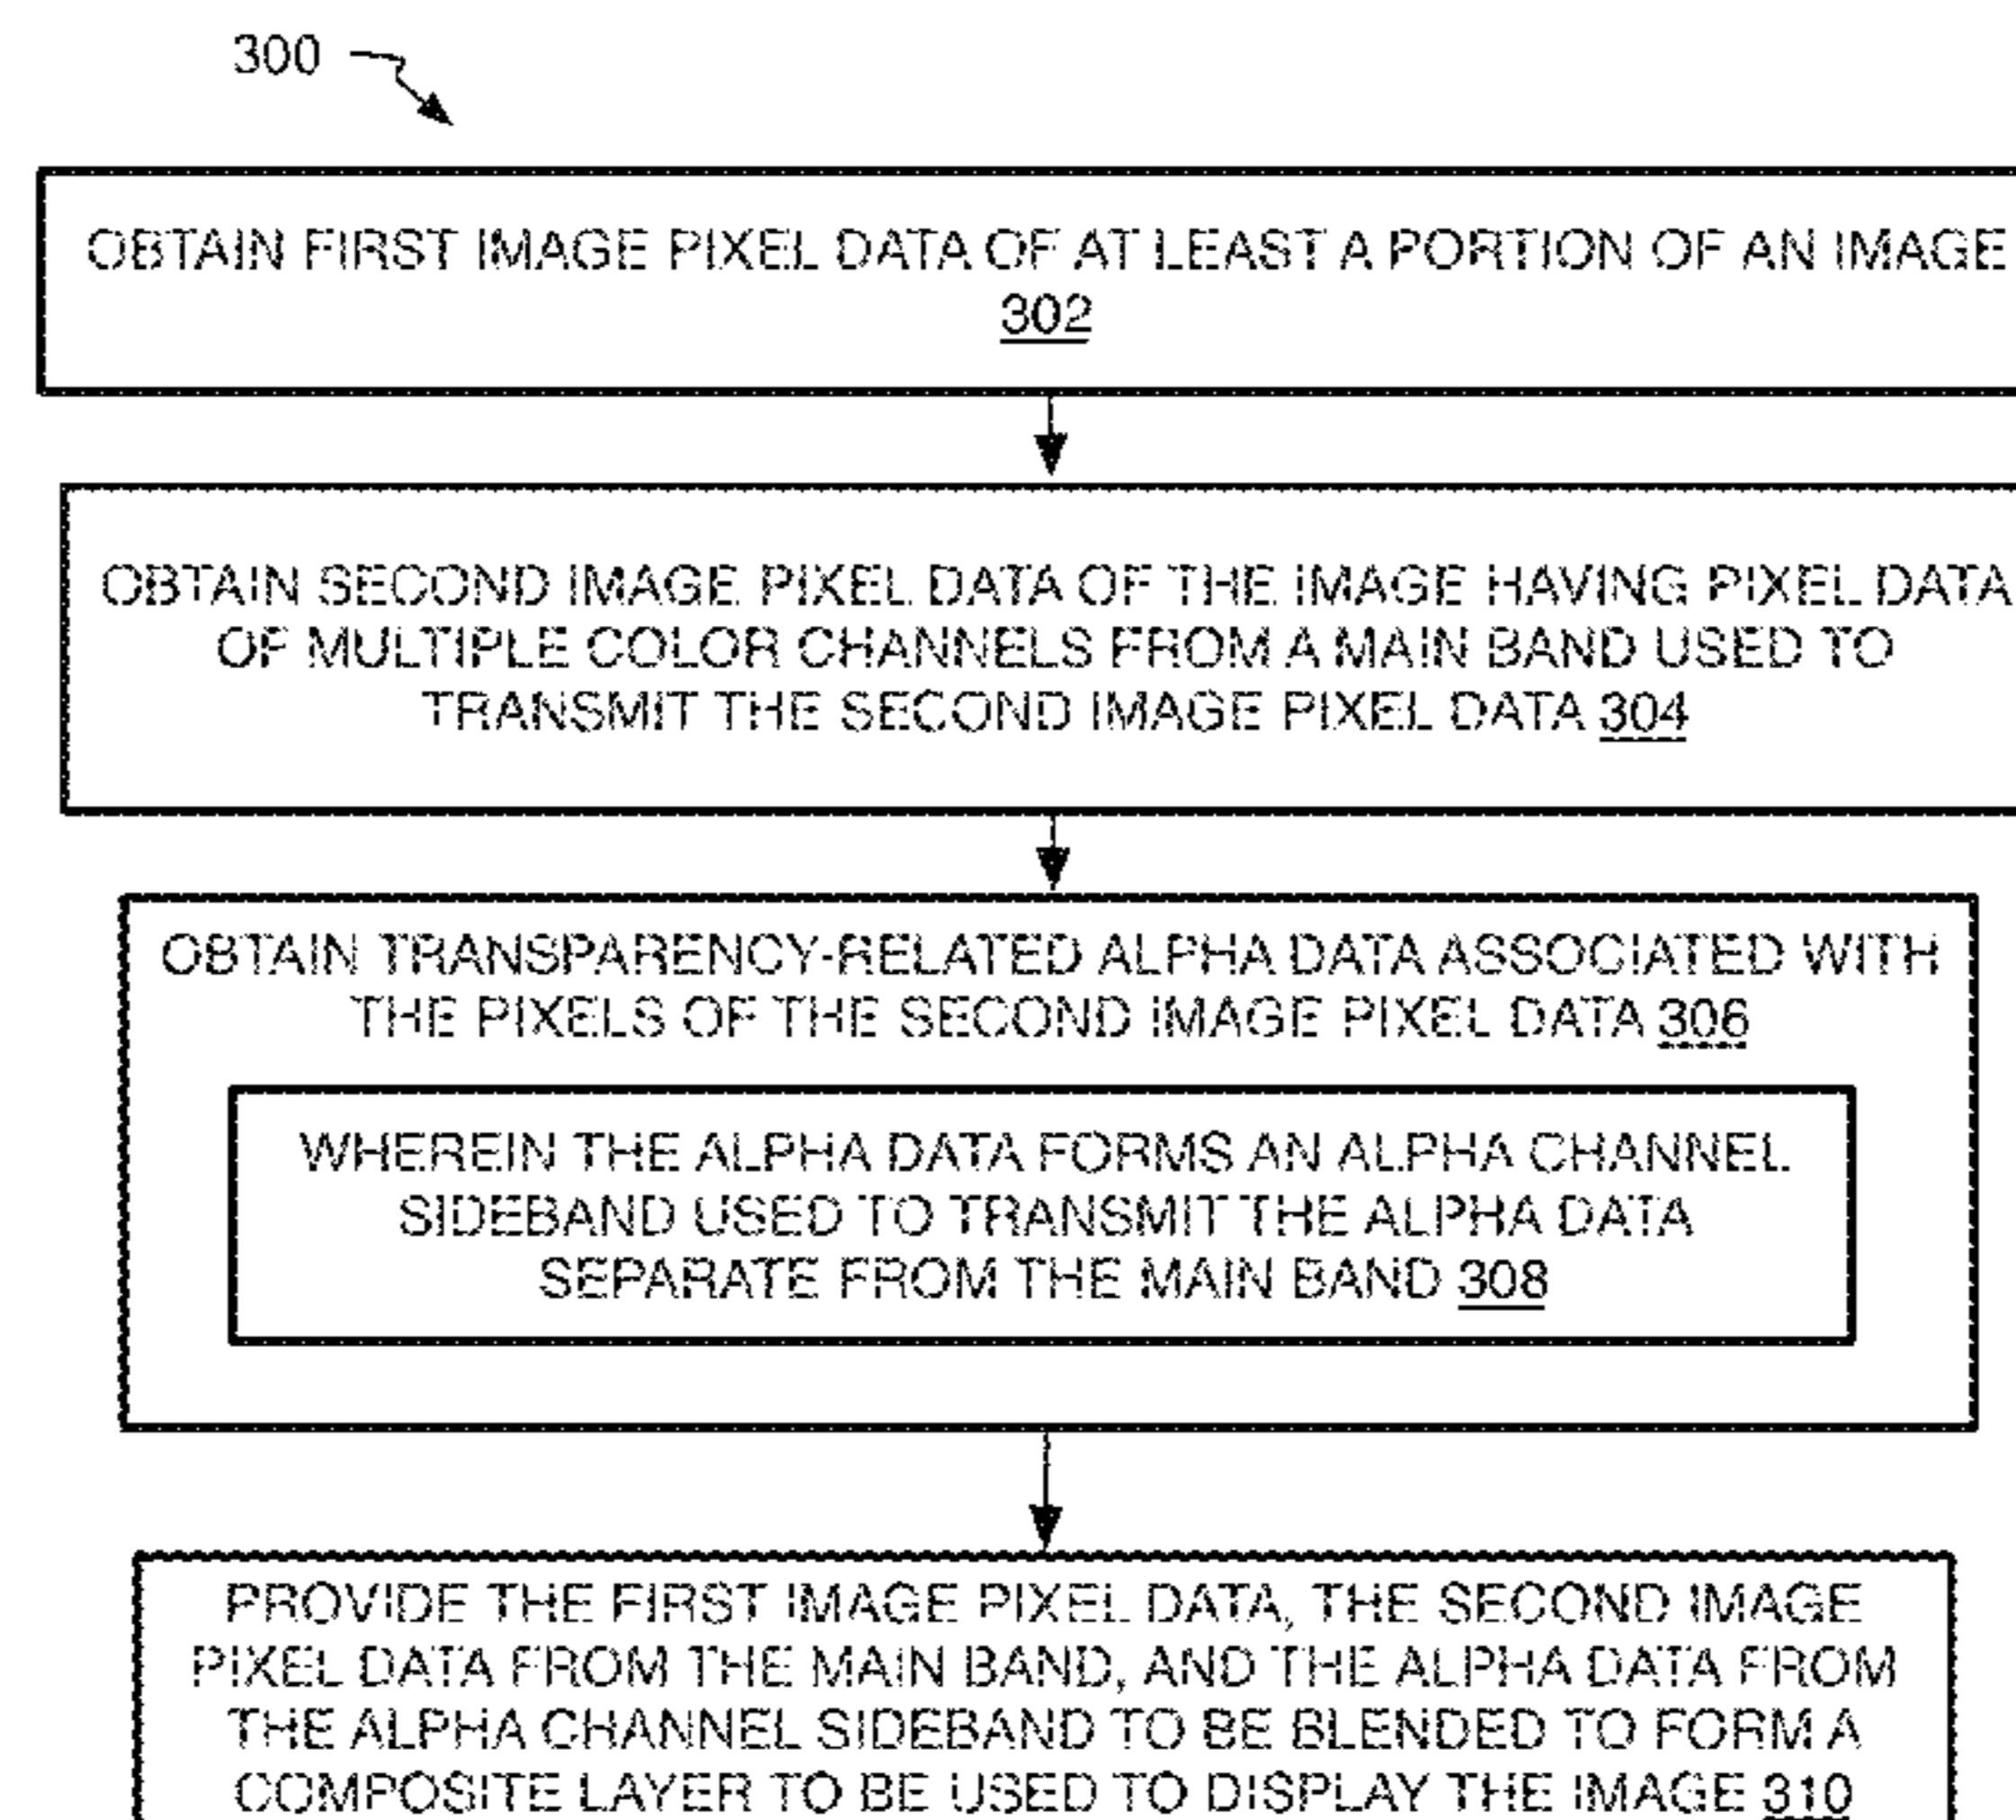 300
OBTAIN FIRST IMAGE PIXEL DATA OF AT LEAST A PORTION OF AN IMAGE
302
OBTAIN SECOND IMAGE PIXEL DATA OF THE IMAGE HAVING PIXEL DATA
OF MULTIPLE COLOR CHANNELS FROM A MAIN BAND USED TO
TRANSMIT THE SECOND IMAGE PIXEL DATA 304
OBTAIN TRANSPARENCY-RELATED ALPHA DATA ASSOCIATED WITH
THE PIXELS OF THE SECOND IMAGE PIXEL DATA 306
WHEREIN THE ALPHA DATA FORMS AN ALPHA CHANNEL
SIDEBAND USED TO TRANSMIT THE ALPHA DATA
SEPARATE FROM THE MAIN BAND 308
PROVIDE THE FIRST IMAGE PIXEL DATA, THE SECOND IMAGE
PIXEL DATA FROM THE MAIN BAND, AND THE ALPHA DATA FROM
THE ALPHA CHANNEL SIDEBAND TO BE BLENDED TO FORM A
COMPOSITE LAYER TO BE USED TO DISPLAY THE IMAGE 310